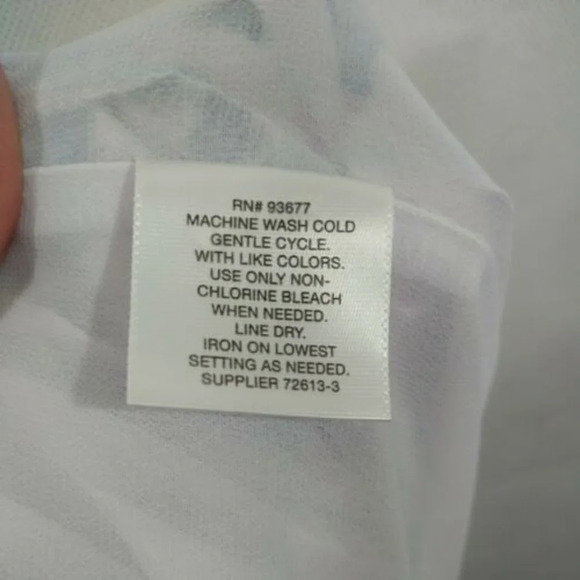 RN# 93677
MACHINE WASH COLD
GENTLE CYCLE.
WITH LIKE COLORS.
USE ONLY NON-
CHLORINE BLEACH
WHEN NEEDED.
LINE DRY.
IRON ON LOWEST
SETTING AS NEEDED.
SUPPLIER 72613-3